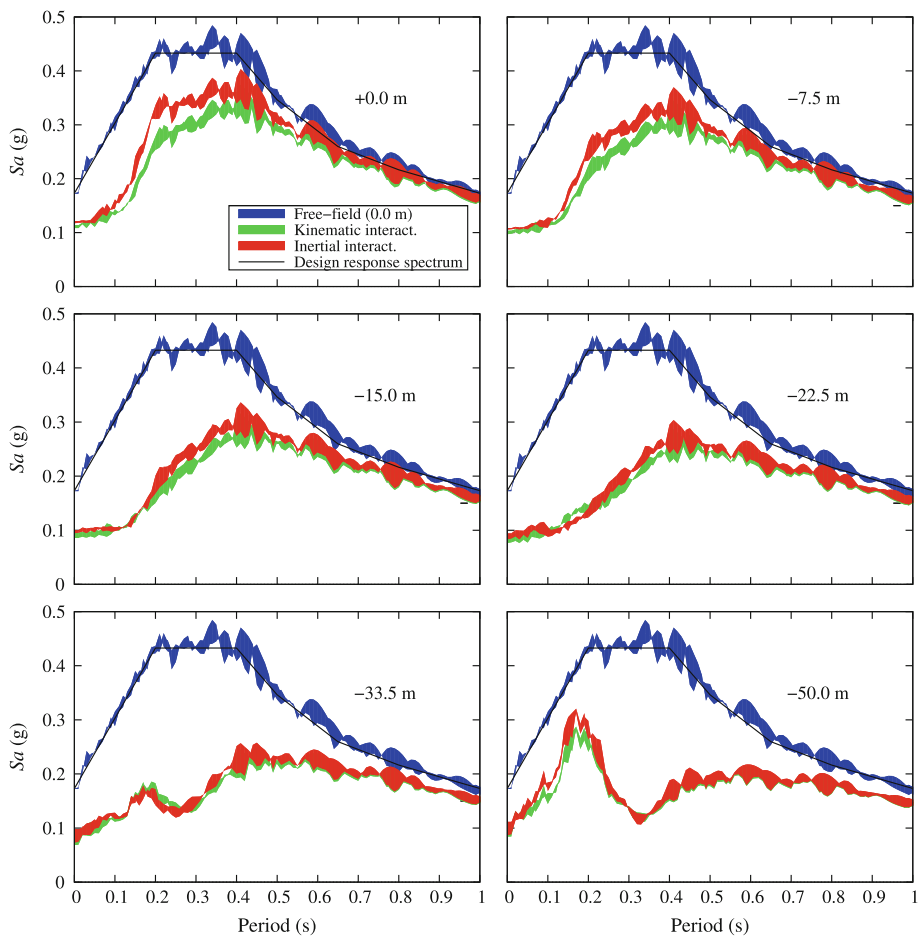 0.5
0.4
0.3
0.2
0.1
0
Sa (g)
+0.0 m
Free−field (0.0 m)
Kinematic interact.
Inertial interact.
Design response spectrum
−7.5 m
0.5
0.4
0.3
0.2
0.1
0
Sa (g)
−15.0 m
−22.5 m
0.5
0.4
0.3
0.2
0.1
0
Sa (g)
−33.5 m
0 0.1 0.2 0.3 0.4 0.5 0.6 0.7 0.8 0.9 1
Period (s)
−50.0 m
0 0.1 0.2 0.3 0.4 0.5 0.6 0.7 0.8 0.9 1
Period (s)